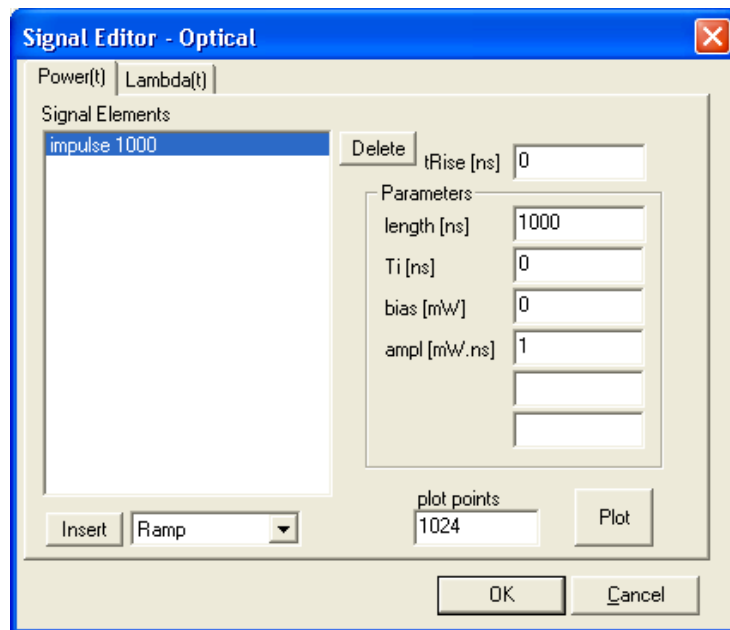 Signal Editor - Optical
Power(t) Lambda(t)
Signal Elements
impulse 1000
Delete
tRise [ns] 0
Parameters
length [ns] 1000
Ti [ns] 0
bias [mW] 0
ampl [mW.ns] 1
Insert Ramp
plot points
1024
Plot
OK Cancel